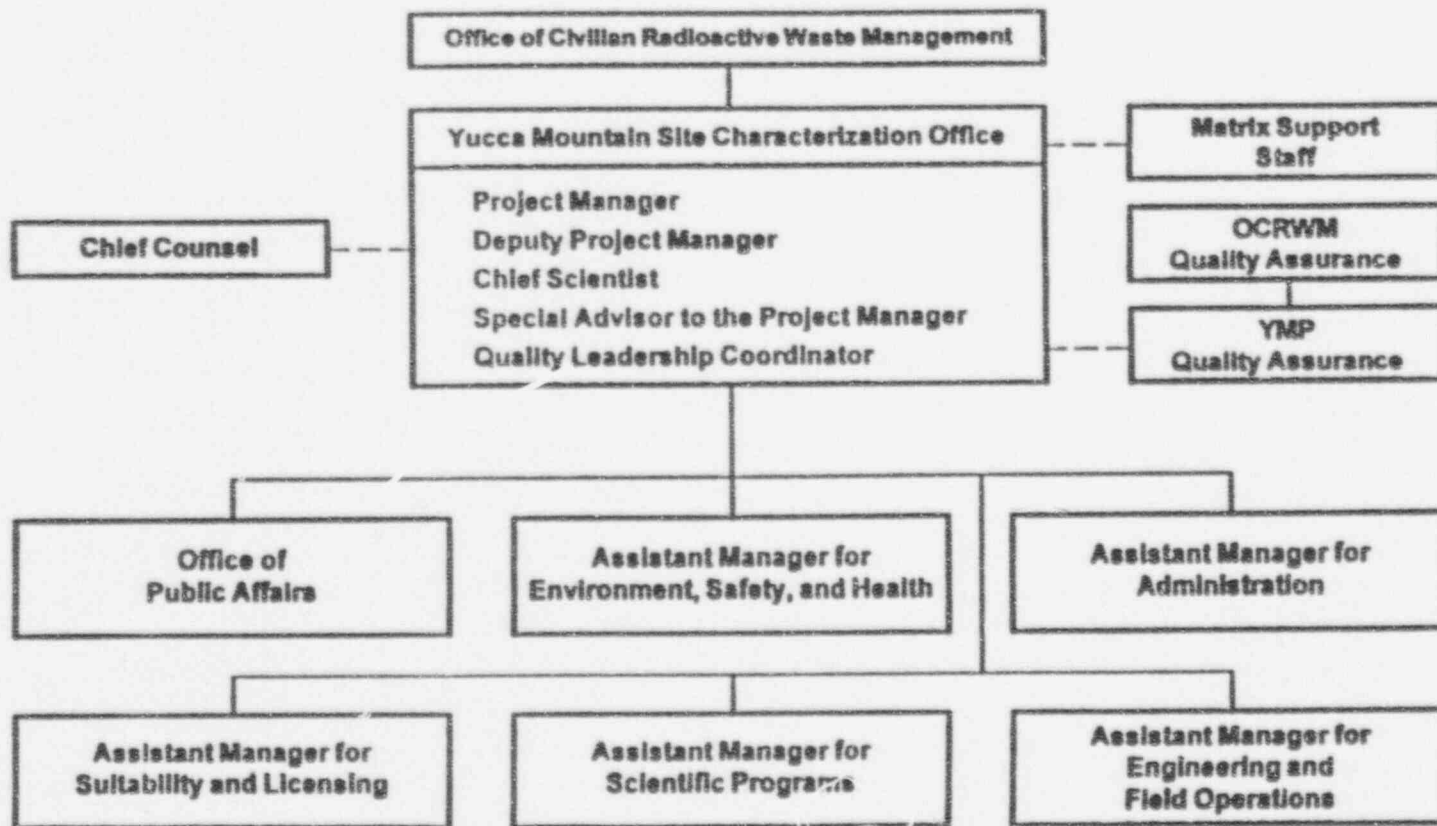 Office of Civilian Radioactive Waste Management
Yucca Mountain Site Characterization Office
Project Manager
Deputy Project Manager
Chief Scientist
Special Advisor to the Project Manager
Quality Leadership Coordinator
Matrix Support
Staff
Chief Counsel
OCRWM
Quality Assurance
YMP
Quality Assurance
Office of
Public Affairs
Assistant Manager for
Environment, Safety, and Health
Assistant Manager for
Administration
Assistant Manager for
Suitability and Licensing
Assistant Manager for
Scientific Programs
Assistant Manager for
Engineering and
Field Operations